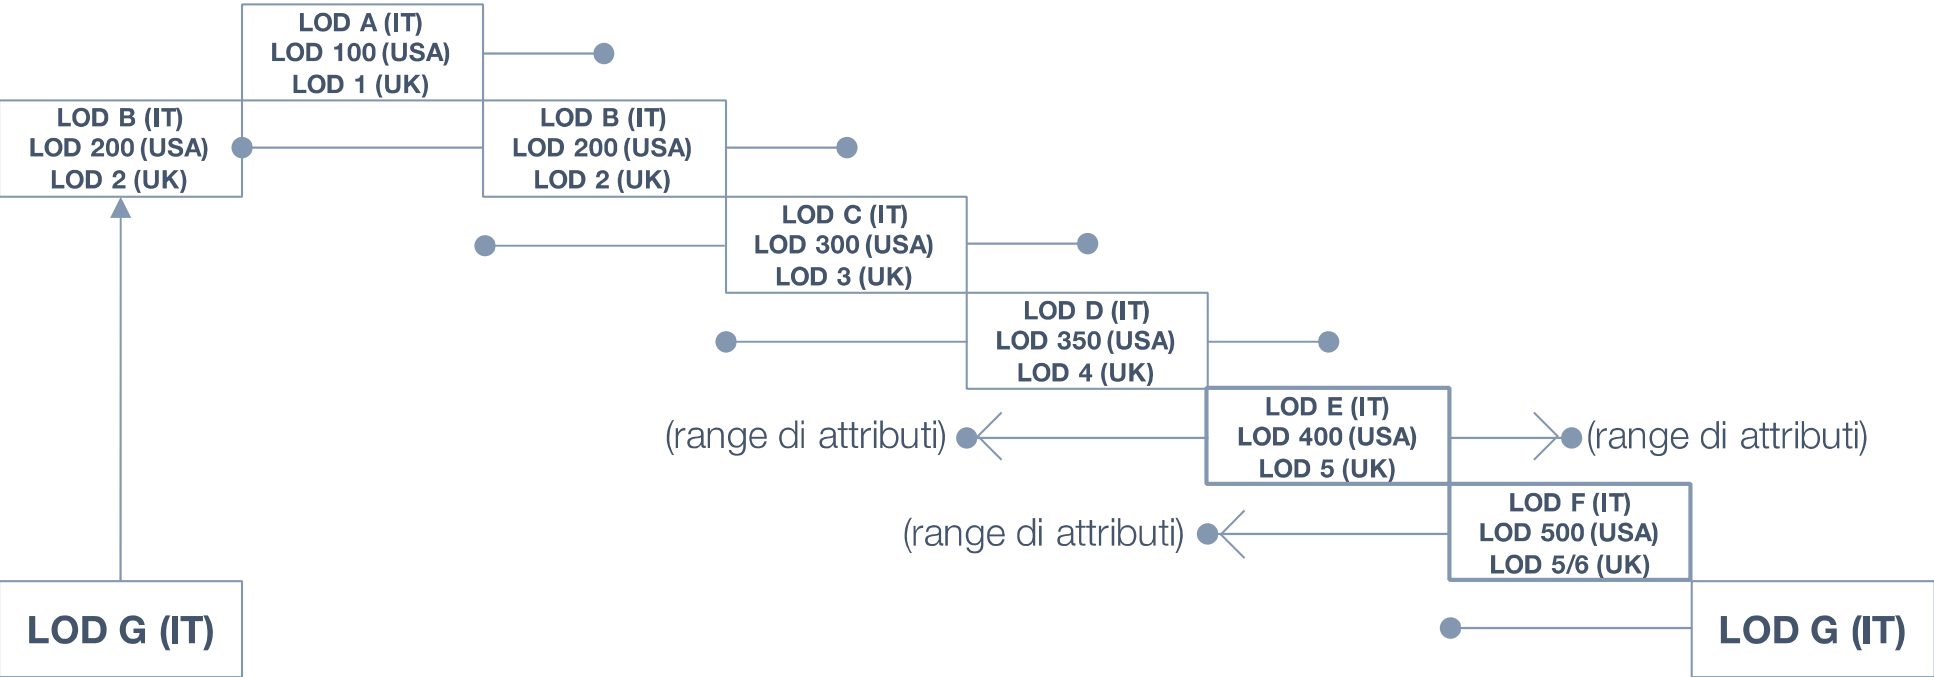 LOD A (IT)
LOD 100 (USA)
LOD 1 (UK)
LOD B (IT)
LOD 200 (USA)
LOD 2 (UK)
LOD B (IT)
LOD 200 (USA)
LOD 2 (UK)
LOD C (IT)
LOD 300 (USA)
LOD 3 (UK)
LOD D (IT)
LOD 350 (USA)
LOD 4 (UK)
(range di attributi)
LOD E (IT)
LOD 400 (USA)
LOD 5 (UK)
(range di attributi)
(range di attributi)
LOD F (IT)
LOD 500 (USA)
LOD 5/6 (UK)
LOD G (IT)
LOD G (IT)